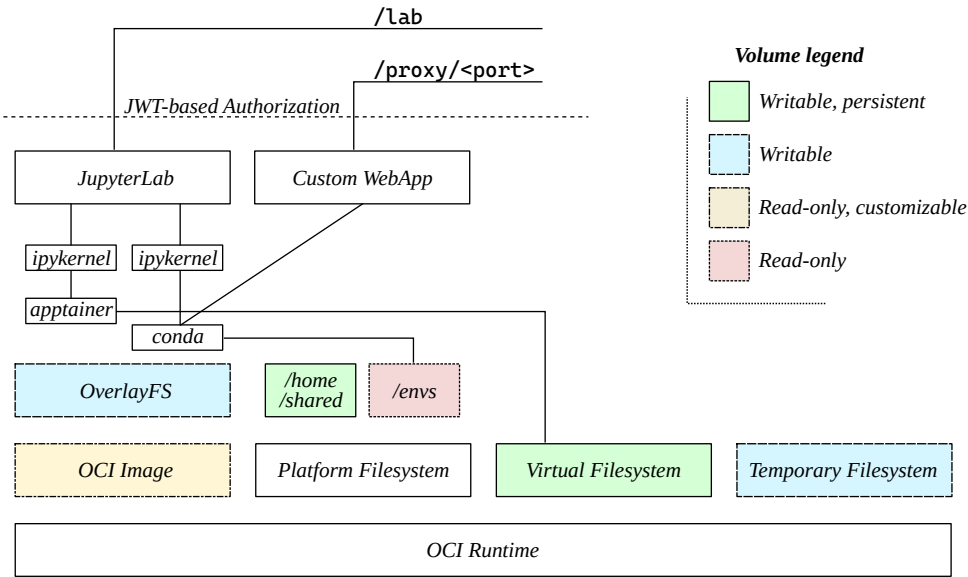 /lab
/proxy/<port>
JWT-based Authorization
Volume legend
Writable, persistent
Writable
Read-only, customizable
Read-only
JupyterLab
Custom WebApp
ipykernel
ipykernel
apptainer
conda
OverlayFS
/home
/shared
/envs
OCI Image
Platform Filesystem
Virtual Filesystem
Temporary Filesystem
OCI Runtime